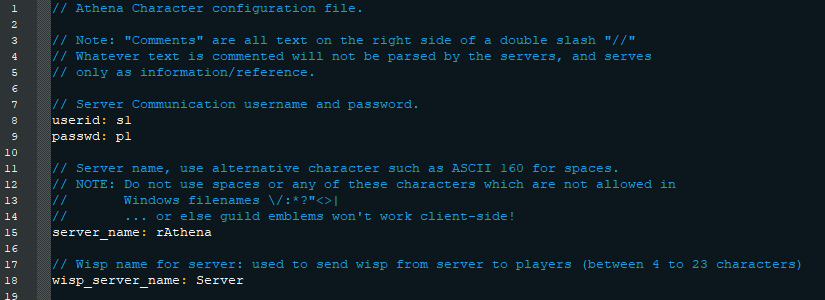 1 // Athena Character configuration file.
2
3 // Note: "Comments" are all text on the right side of a double slash "//"
4 // Whatever text is commented will not be parsed by the servers, and serves
5 // only as information/reference.
6
7 // Server Communication username and password.
8 userid: s1
9 passwd: p1
10
11 // Server name, use alternative character such as ASCII 160 for spaces.
12 // NOTE: Do not use spaces or any of these characters which are not allowed in
13 //       Windows filenames \/:*?"<>|
14 //       ... or else guild emblems won't work client-side!
15 server_name: rAthena
16
17 // Wisp name for server: used to send wisp from server to players (between 4 to 23 characters)
18 wisp_server_name: Server
19